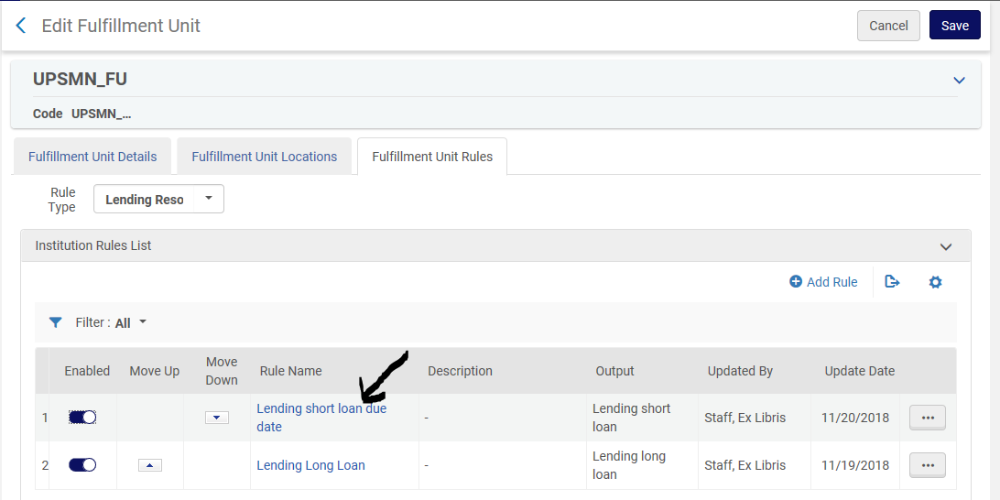 Edit Fulfillment Unit
Cancel
Save
UPSMN_FU
Code UPSMN_...
Fulfillment Unit Details
Fulfillment Unit Locations
Fulfillment Unit Rules
Rule
Type
Lending Reso
Institution Rules List
Add Rule
Filter : All
Enabled
Move Up
Move
Down
Rule Name
Description
Output
Updated By
Update Date
1
Lending short loan due
date
-
Lending short
loan
Staff, Ex Libris
11/20/2018
2
Lending Long Loan
-
Lending long
loan
Staff, Ex Libris
11/19/2018